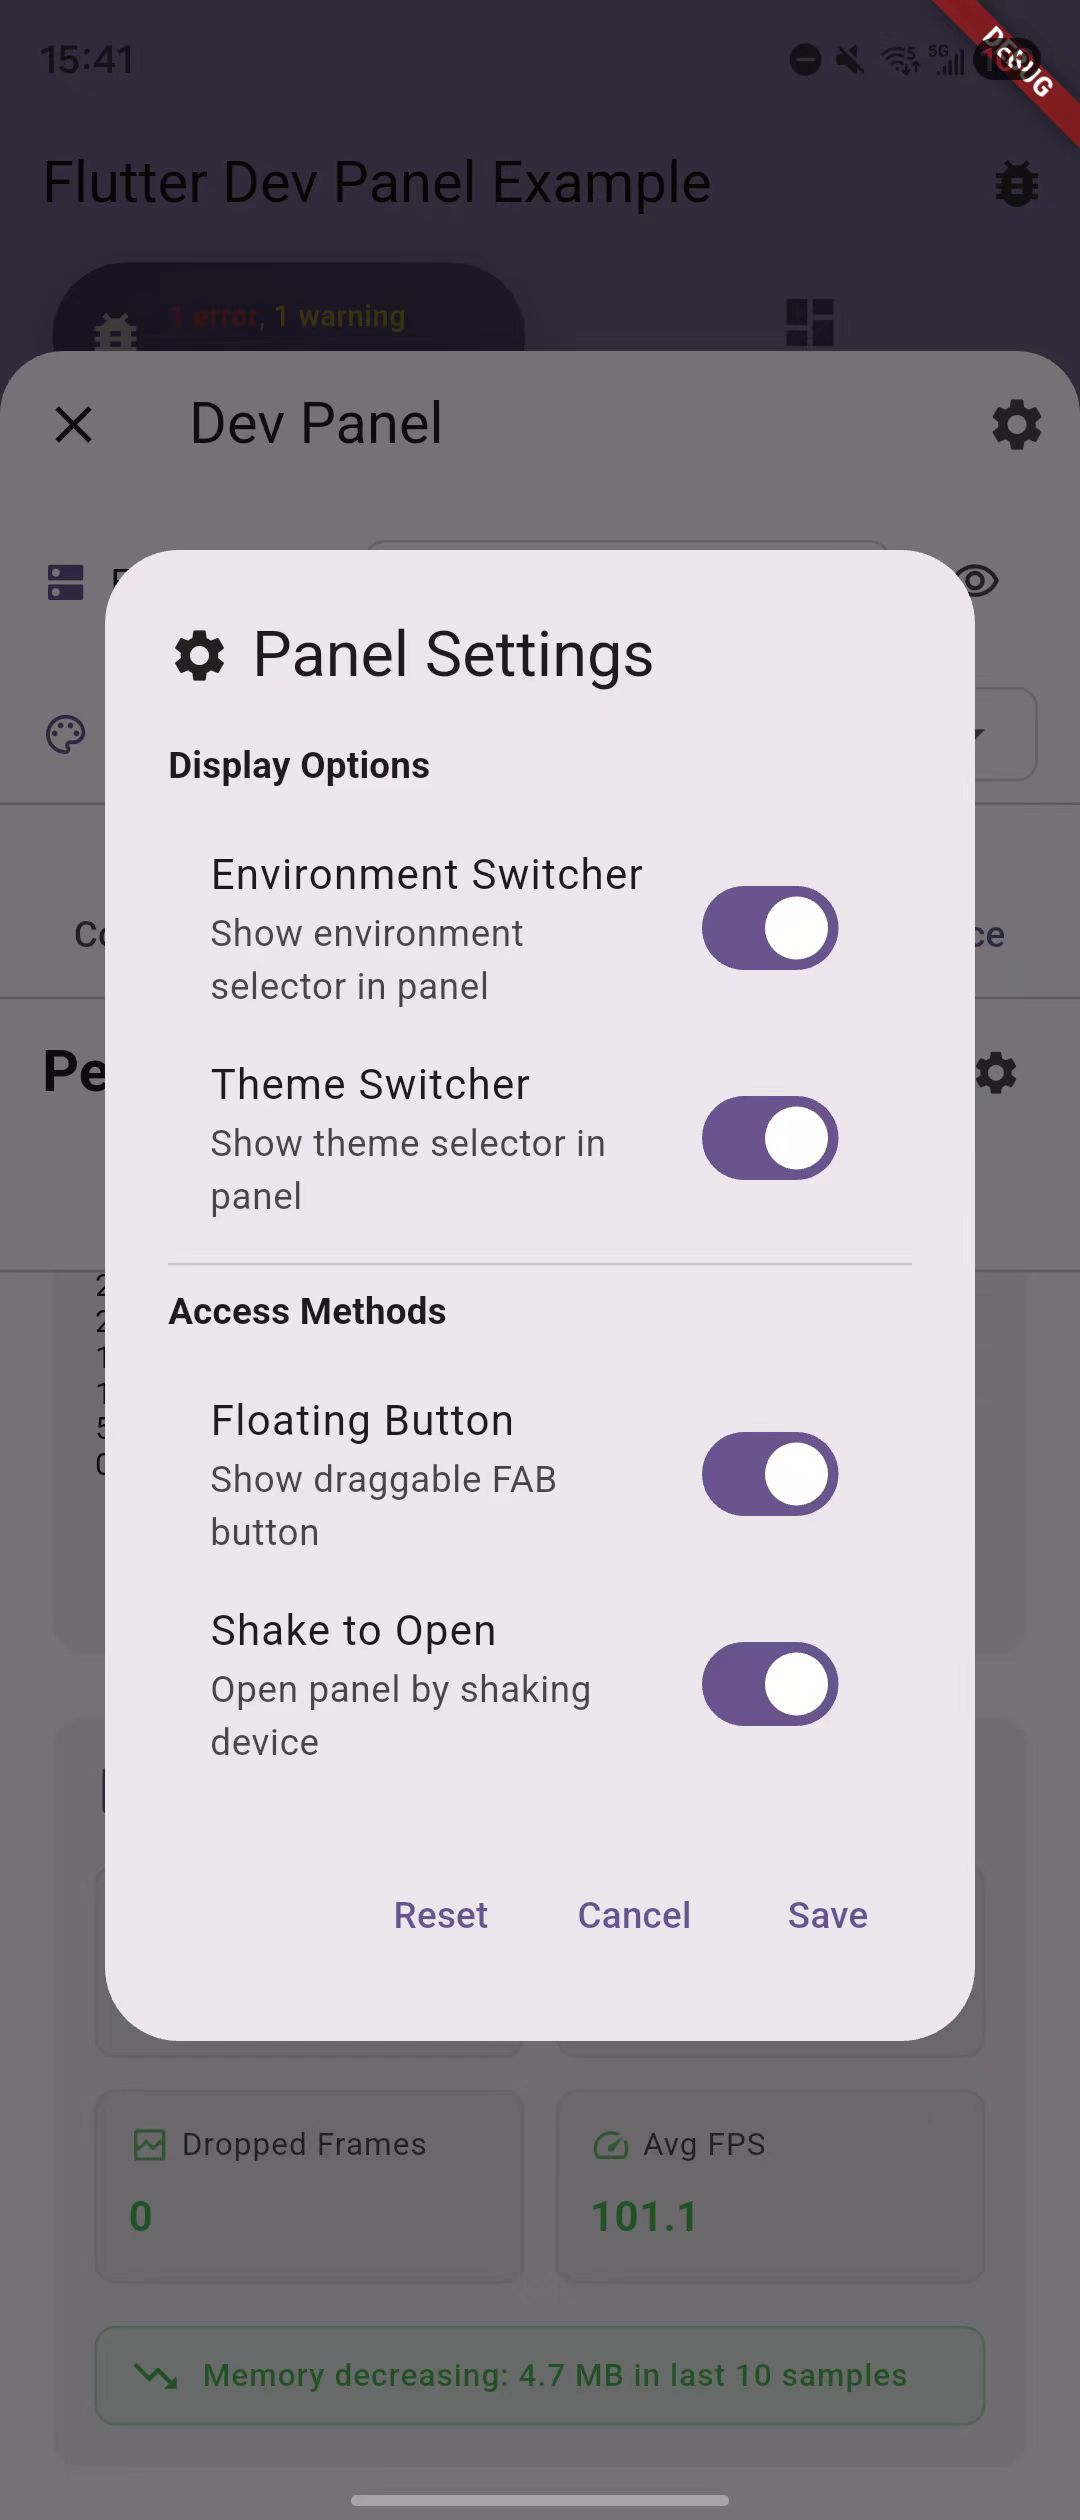 15:41
5G
DEBUG
Flutter Dev Panel Example
1 error, 1 warning
Dev Panel
Panel Settings
Display Options
Environment Switcher
Show environment
selector in panel
Theme Switcher
Show theme selector in
panel
Access Methods
Floating Button
Show draggable FAB
button
Shake to Open
Open panel by shaking
device
Reset
Cancel
Save
Dropped Frames
Avg FPS
0
101.1
Memory decreasing: 4.7 MB in last 10 samples